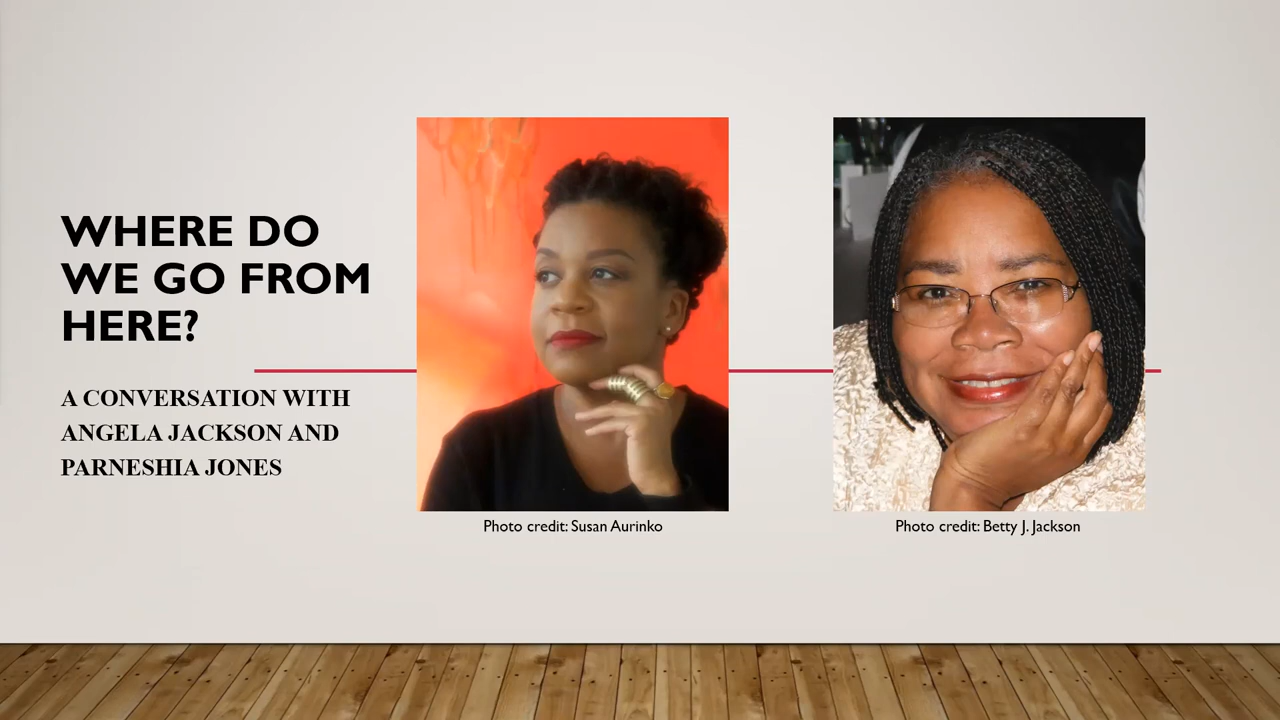 WHERE DO
WE GO FROM
HERE?
A CONVERSATION WITH
ANGELA JACKSON AND
PARNESHIA JONES
Photo credit: Susan Aurinko
Photo credit: Betty J. Jackson